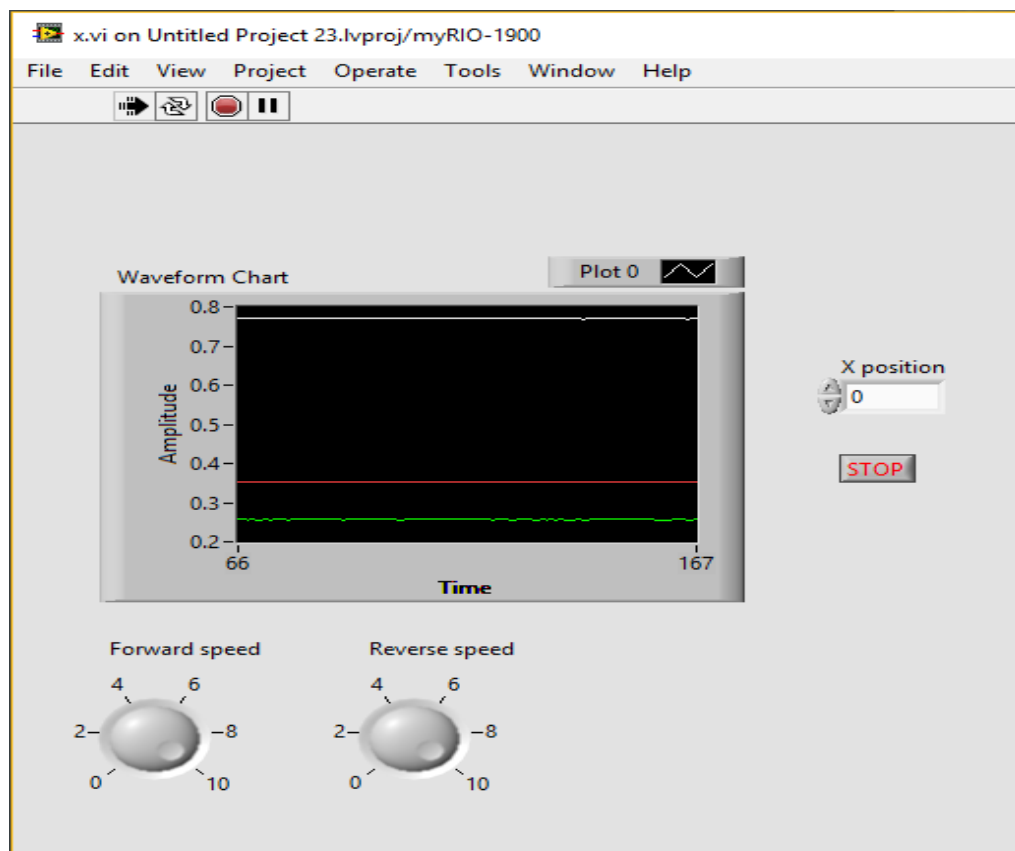 x.vi on Untitled Project 23.lvproj/myRIO-1900
File Edit View Project Operate Tools Window Help
Waveform Chart
Plot 0
Amplitude
0.8
0.7
0.6
0.5
0.4
0.3
0.2
66
167
Time
X position
0
STOP
Forward speed
0
2
4
6
8
10
Reverse speed
0
2
4
6
8
10